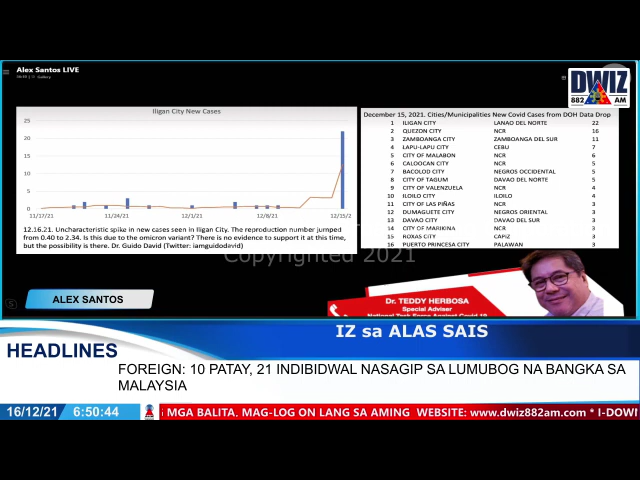 Alex Santos LIVE
DWIZ
882 AM
Iligan City New Cases
25
20
15
10
5
0
11/17/21
11/24/21
12/1/21
12/8/21
12/15/2
12.16.21. Uncharacteristic spike in new cases seen in Iligan City. The reproduction number jumped
from 0.40 to 2.34. Is this due to the omicron variant? There is no evidence to support it at this time,
but the possibility is there. Dr. Guido David (Twitter: iamguidodavid)
December 15, 2021. Cities/Municipalities New Covid Cases from DOH Data Drop
1 ILIGAN CITY LANAO DEL NORTE 22
2 QUEZON CITY NCR 16
3 ZAMBOANGA CITY ZAMBOANGA DEL SUR 11
4 LAPU-LAPU CITY CEBU 7
5 CITY OF MALABON NCR 6
6 CALOOCAN CITY NCR 5
7 BACOLOD CITY NEGROS OCCIDENTAL 5
8 CITY OF TAGUM DAVAO DEL NORTE 5
9 CITY OF VALENZUELA NCR 4
10 ILOILO CITY ILOILO 4
11 CITY OF LAS PIÑAS NCR 3
12 DUMAGUETE CITY NEGROS ORIENTAL 3
13 DAVAO CITY DAVAO DEL SUR 3
14 CITY OF MARIKINA NCR 3
15 ROXAS CITY CAPIZ 3
16 PUERTO PRINCESA CITY PALAWAN 3
Copyrighted 2021
Dr. TEDDY HERBOSA
Special Adviser
National Task Force Against Covid 19
ALEX SANTOS
IZ sa ALAS SAIS
HEADLINES
FOREIGN: 10 PATAY, 21 INDIBIDWAL NASAGIP SA LUMUBOG NA BANGKA SA
MALAYSIA
16/12/21 6:50:44 MGA BALITA, MAG-LOG ON LANG SA AMING WEBSITE: www.dwiz882am.com * I-DOWI